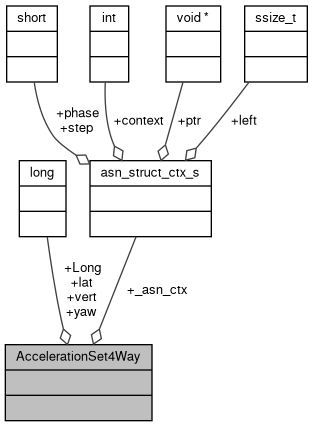 short
int
void *
ssize_t
+phase
+step
+context
+ptr
+left
long
asn_struct_ctx_s
+Long
+lat
+vert
+yaw
+_asn_ctx
AccelerationSet4Way